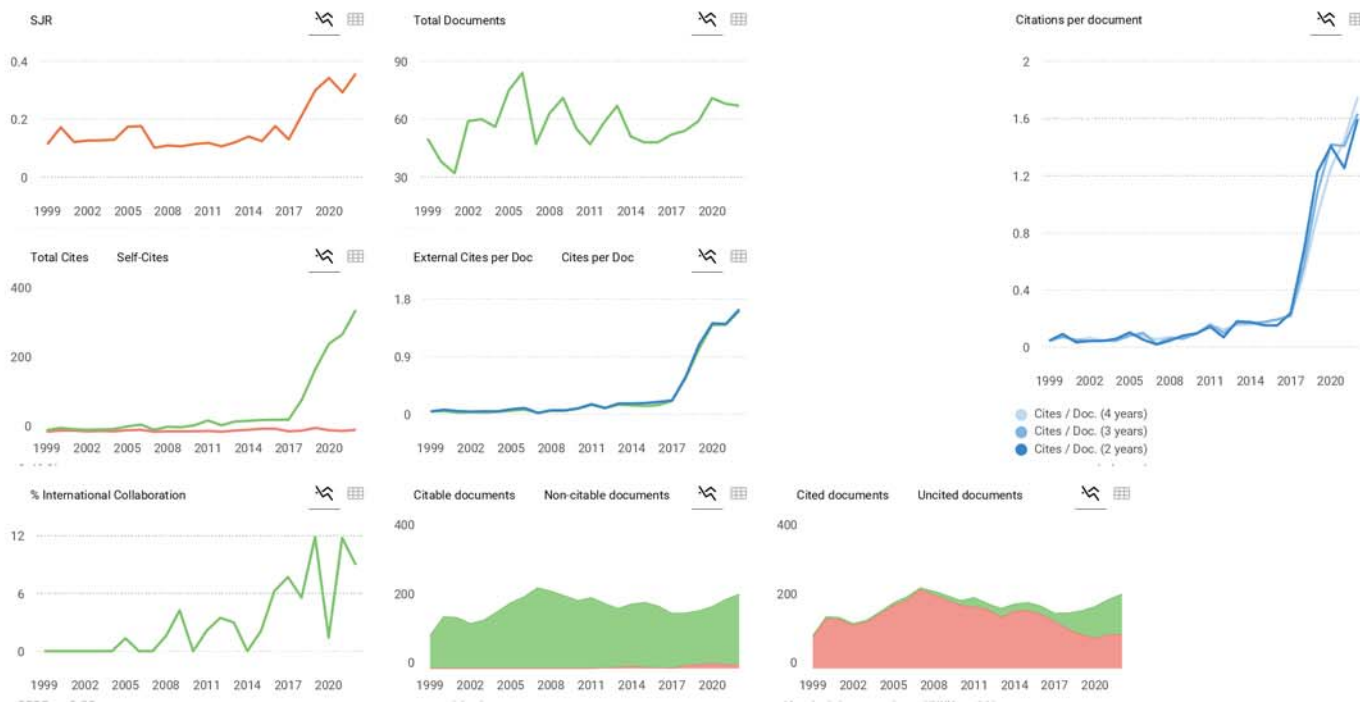 SJR
0.4
0.2
0
1999 2002 2005 2008 2011 2014 2017 2020
Total Documents
90
60
30
1999 2002 2005 2008 2011 2014 2017 2020
Citations per document
2
1.6
1.2
0.8
0.4
0
1999 2002 2005 2008 2011 2014 2017 2020
Cites / Doc. (4 years)
Cites / Doc. (3 years)
Cites / Doc. (2 years)
Total Cites Self-Cites
400
200
0
1999 2002 2005 2008 2011 2014 2017 2020
External Cites per Doc Cites per Doc
1.8
0.9
0
1999 2002 2005 2008 2011 2014 2017 2020
% International Collaboration
12
6
0
1999 2002 2005 2008 2011 2014 2017 2020
Citable documents Non-citable documents
400
200
0
1999 2002 2005 2008 2011 2014 2017 2020
Cited documents Uncited documents
400
200
0
1999 2002 2005 2008 2011 2014 2017 2020